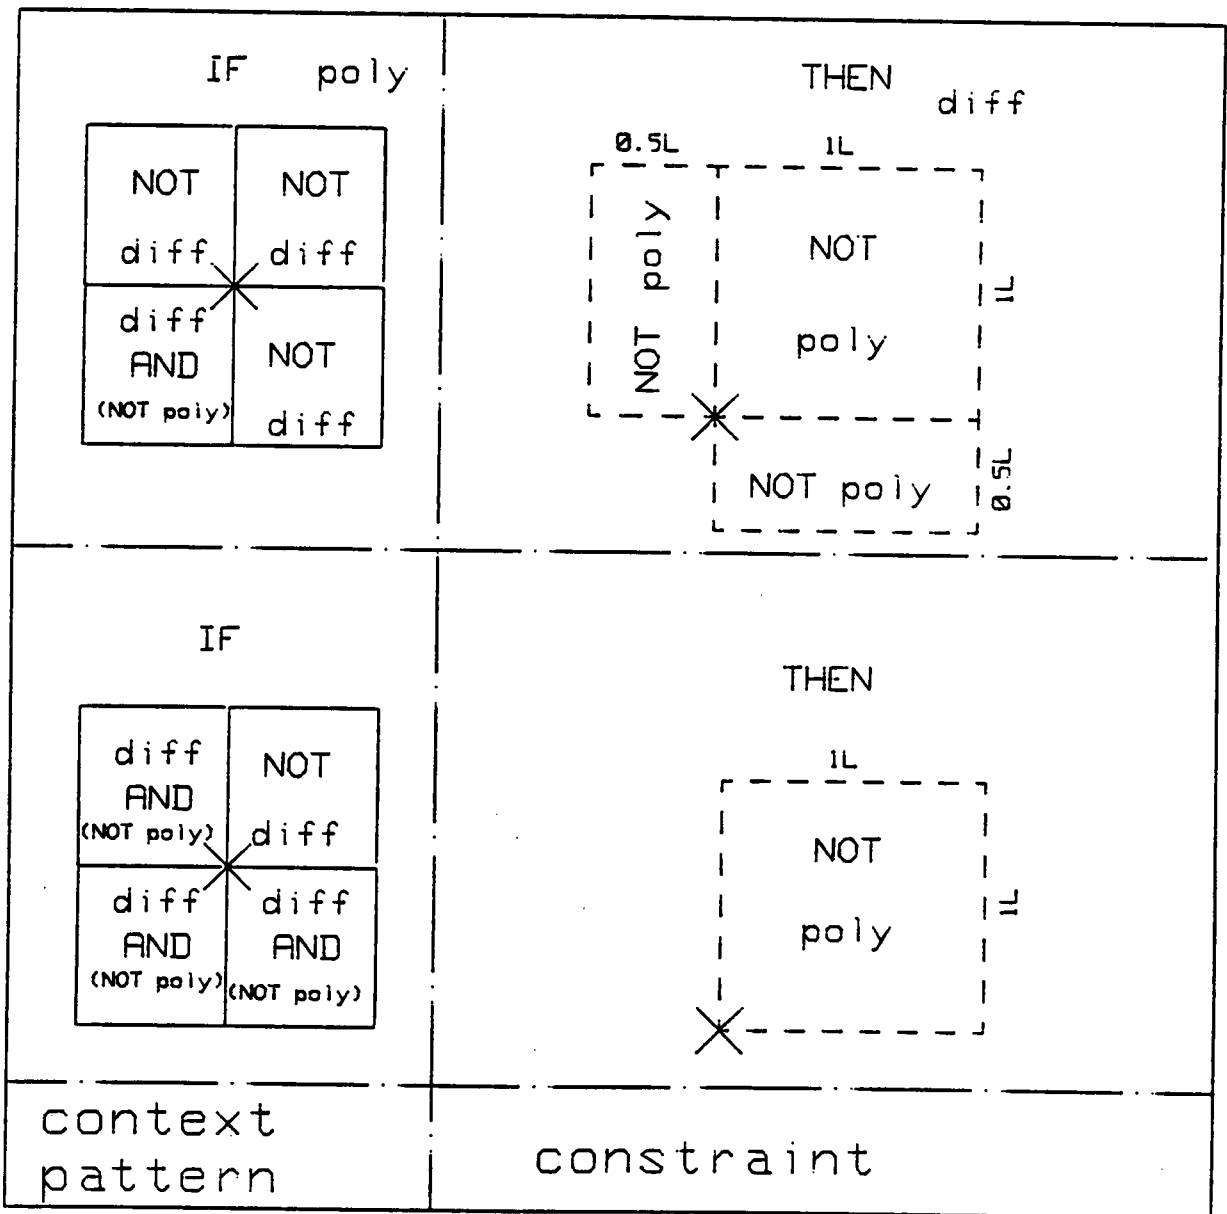 IF poly
NOT
diff
NOT
diff
diff
AND
(NOT poly)
NOT
diff
THEN
diff
0.5L
1L
NOT poly
NOT
poly
1L
NOT poly
0.5L
IF
diff
AND
(NOT poly)
NOT
diff
diff
AND
(NOT poly)
diff
AND
(NOT poly)
THEN
1L
NOT
poly
1L
context
pattern
constraint